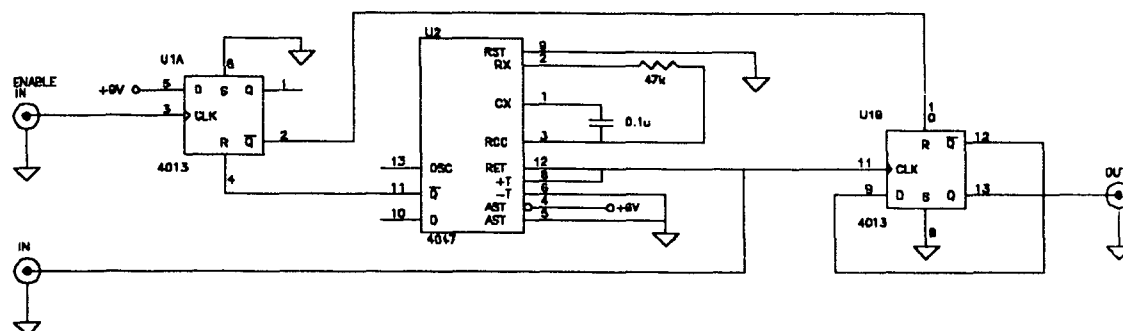 U1A
6
ENABLE
IN
+9V
5
D
S
Q
1
3
CLK
R
Q
2
4013
4
U2
RST
9
RX
2
47k
CX
1
0.1u
RCC
3
13
OSC
RET
12
+T
8
11
Q
-T
6
AST
4
+9V
10
D
AST
5
4047
IN
U1B
10
R
Q
12
11
CLK
9
D
S
Q
13
4013
8
OUT